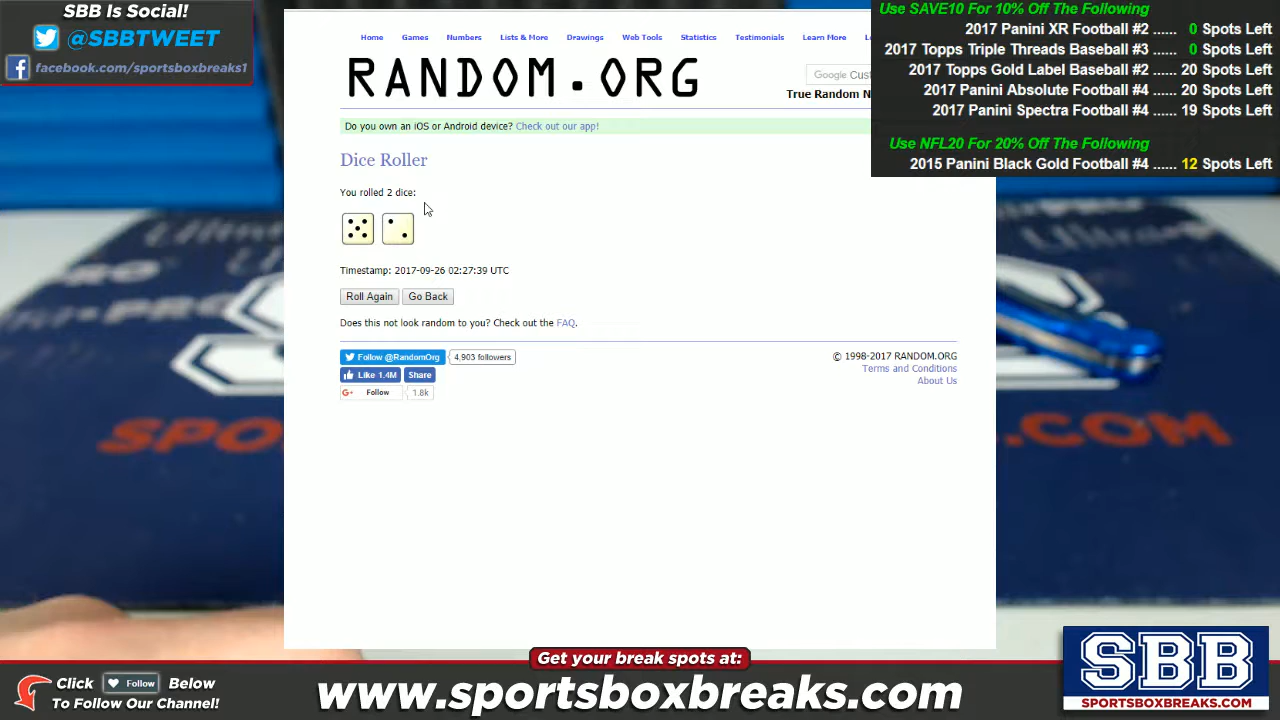 SBB Is Social!
@SBBTWEET
facebook.com/sportsboxbreaks1
Home Games Numbers Lists & More Drawings Web Tools Statistics Testimonials Learn More
RANDOM.ORG
Google Cust
True Random N
Do you own an iOS or Android device? Check out our app!
Dice Roller
You rolled 2 dice:
Timestamp: 2017-09-26 02:27:39 UTC
Roll Again Go Back
Does this not look random to you? Check out the FAQ.
Follow @RandomOrg 4,903 followers
Like 1.4M Share
G+ Follow 1.8k
© 1998-2017 RANDOM.ORG
Terms and Conditions
About Us
Use SAVE10 For 10% Off The Following
2017 Panini XR Football #2 ...... 0 Spots Left
2017 Topps Triple Threads Baseball #3 ...... 0 Spots Left
2017 Topps Gold Label Baseball #2 ...... 20 Spots Left
2017 Panini Absolute Football #4 ...... 20 Spots Left
2017 Panini Spectra Football #4 ...... 19 Spots Left
Use NFL20 For 20% Off The Following
2015 Panini Black Gold Football #4 ...... 12 Spots Left
SPO
.COM
Get your break spots at:
www.sportsboxbreaks.com
Click Follow Below
To Follow Our Channel!
SBB
SPORTSBOXBREAKS.COM